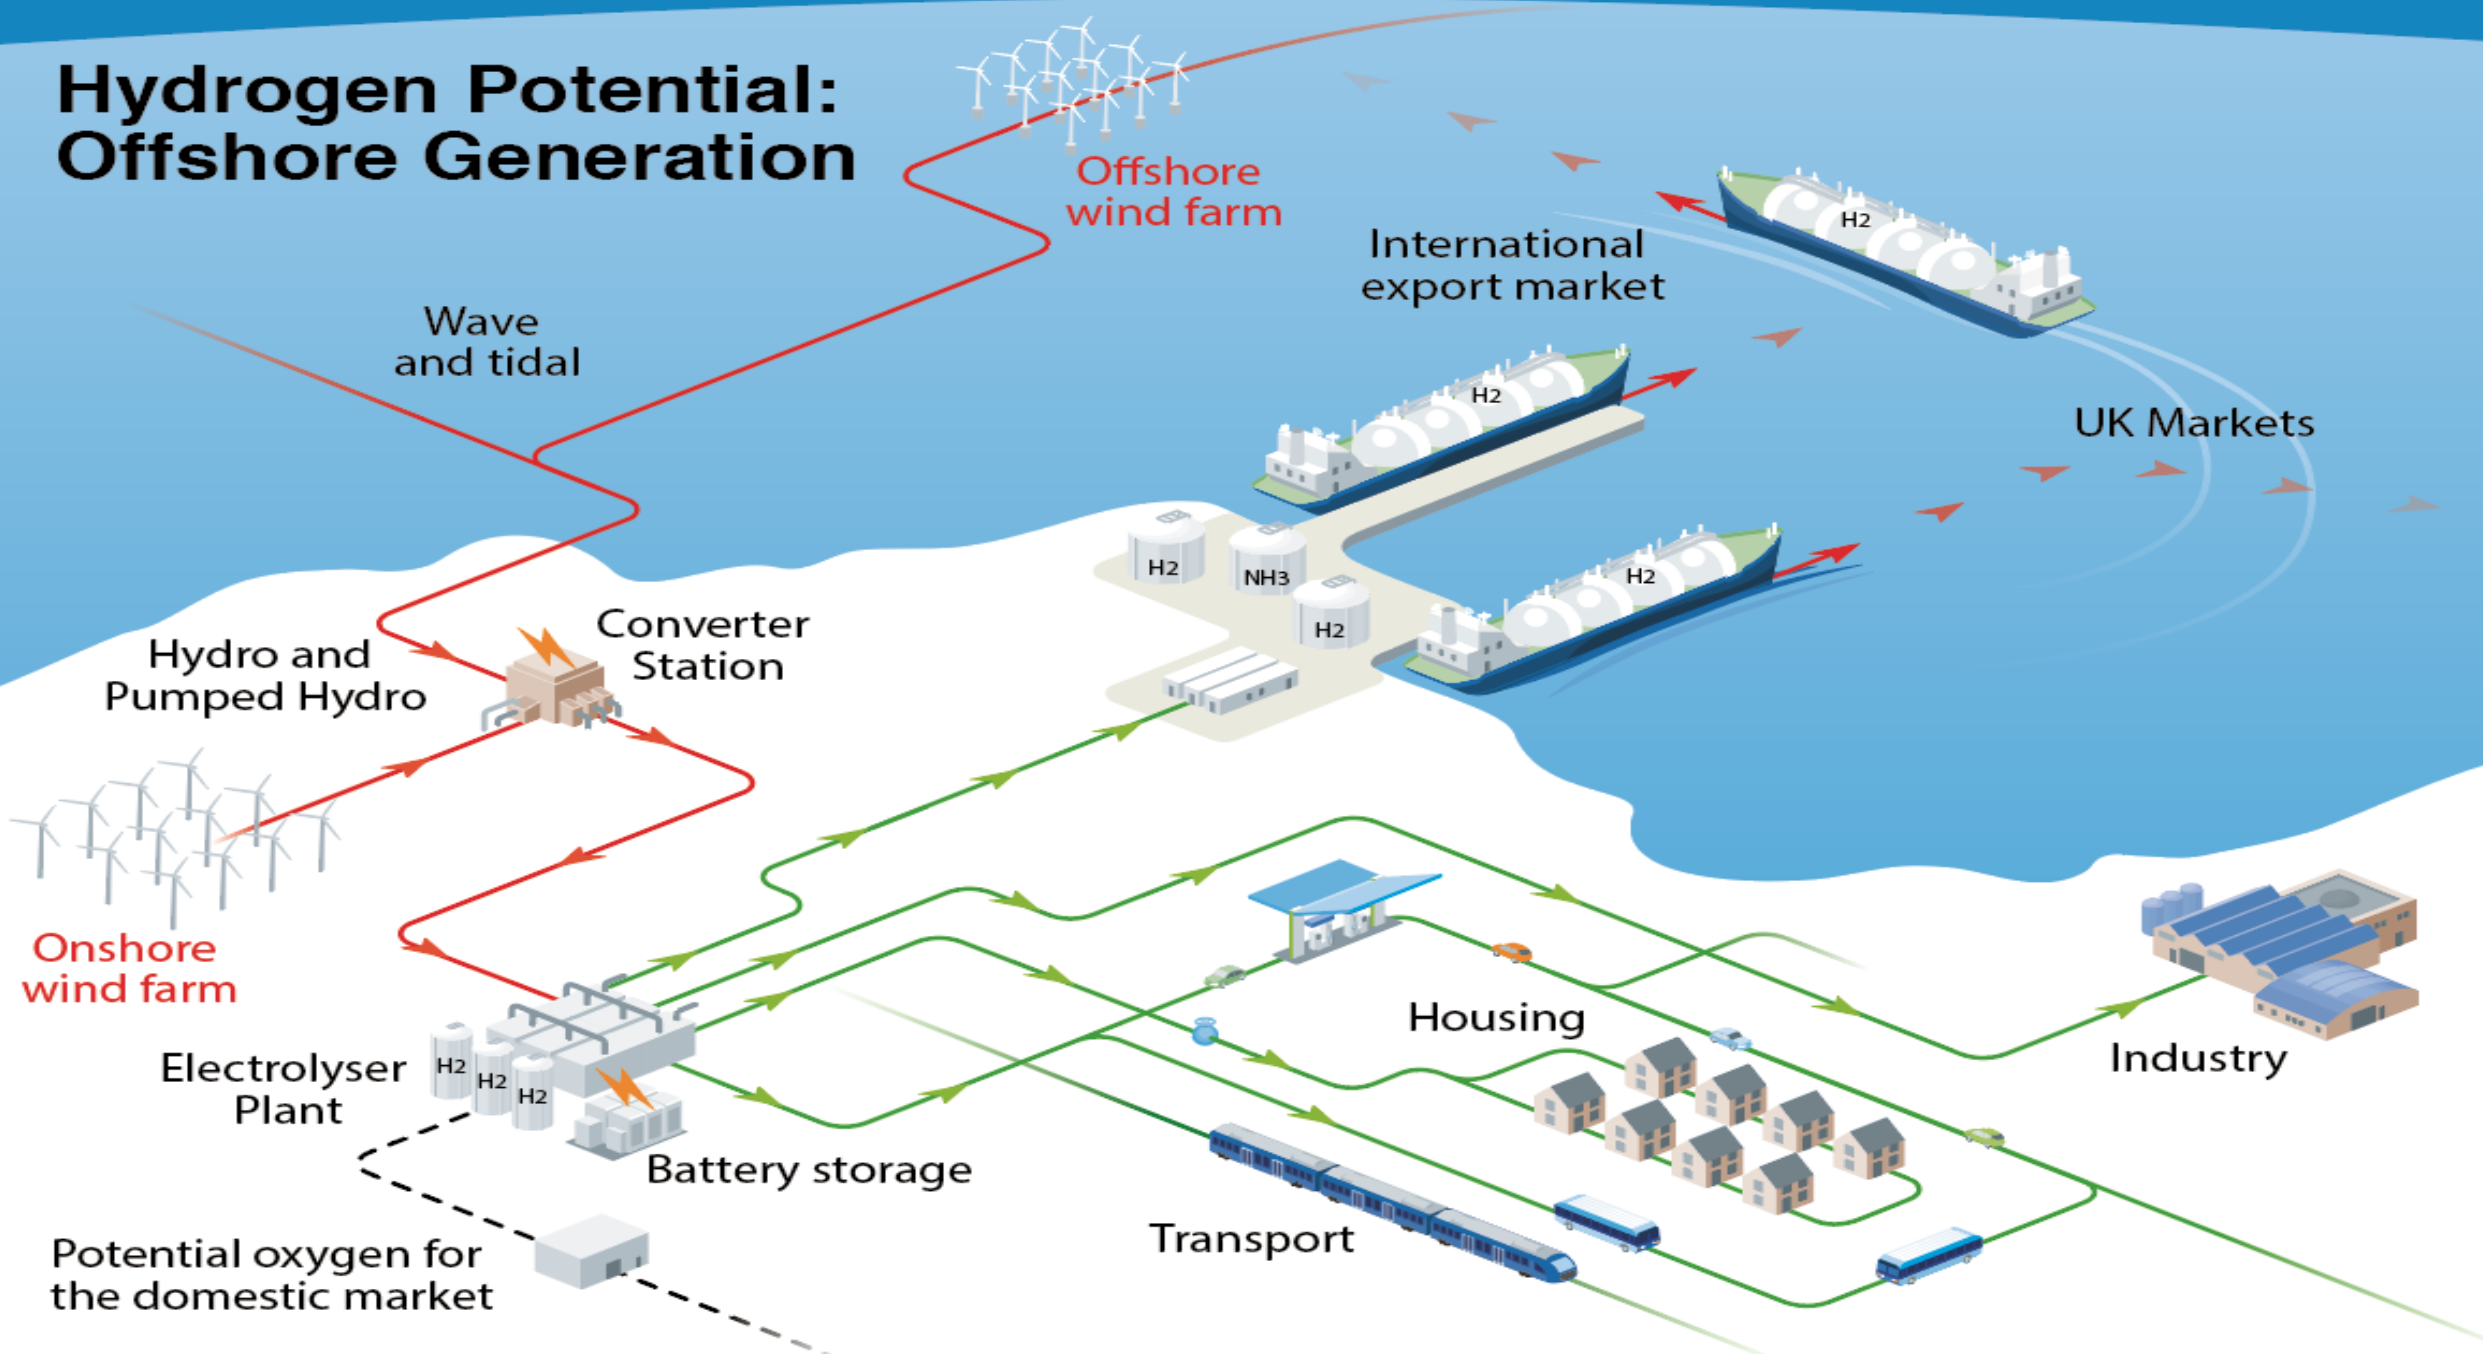 Hydrogen Potential:
Offshore Generation
Offshore
wind farm
H2
International
export market
Wave
and tidal
H2
UK Markets
H2
NH3
H2
H2
Converter
Station
Hydro and
Pumped Hydro
Onshore
wind farm
Housing
Industry
Electrolyser
Plant
H2
H2
H2
Battery storage
Transport
Potential oxygen for
the domestic market